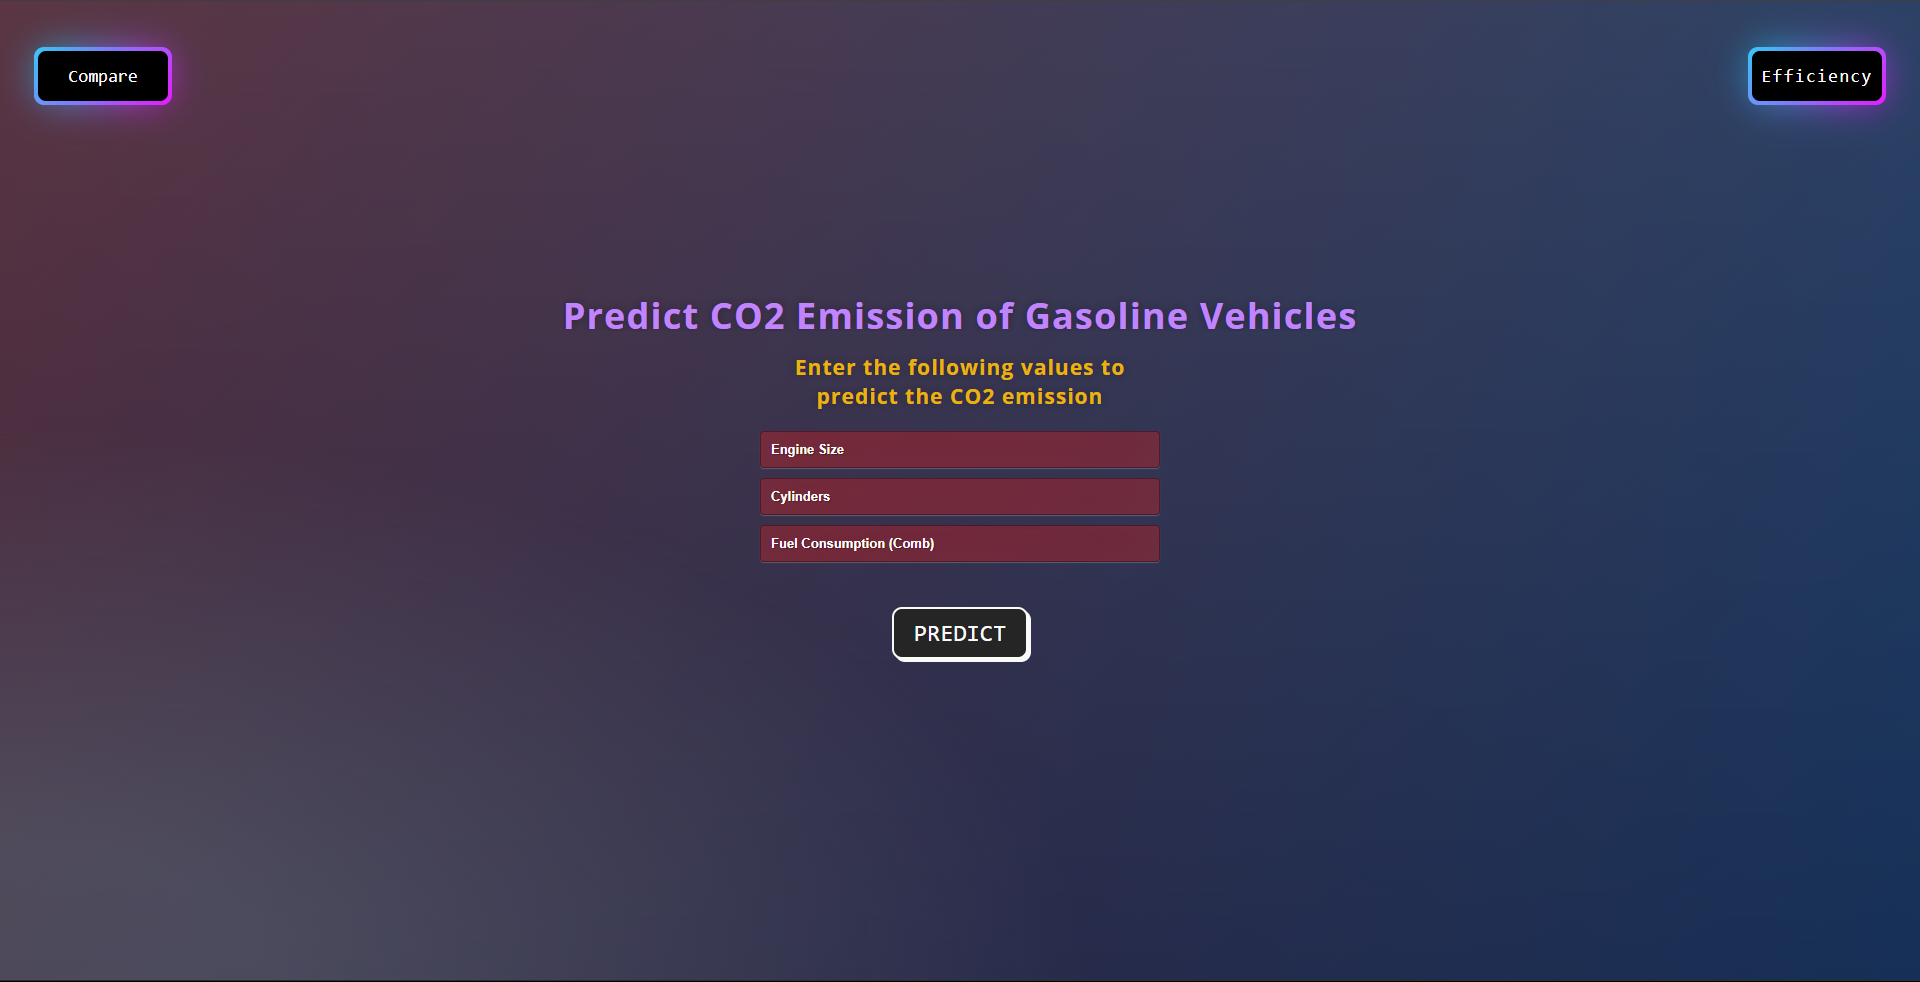 Compare
Efficiency
Predict CO2 Emission of Gasoline Vehicles
Enter the following values to
predict the CO2 emission
Engine Size
Cylinders
Fuel Consumption (Comb)
PREDICT